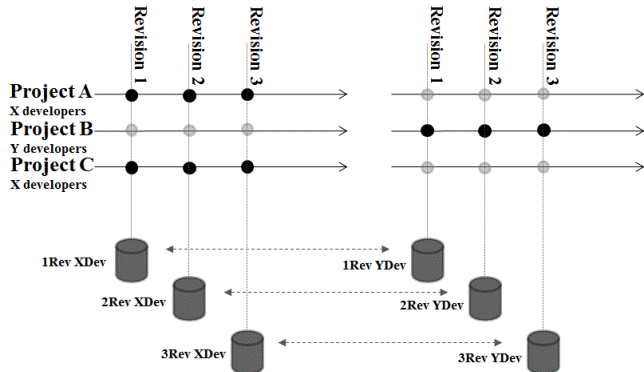 Revision 1
Revision 2
Revision 3
Revision 1
Revision 2
Revision 3
Project A
X developers
Project B
Y developers
Project C
X developers
1Rev XDev
1Rev YDev
2Rev XDev
2Rev YDev
3Rev XDev
3Rev YDev